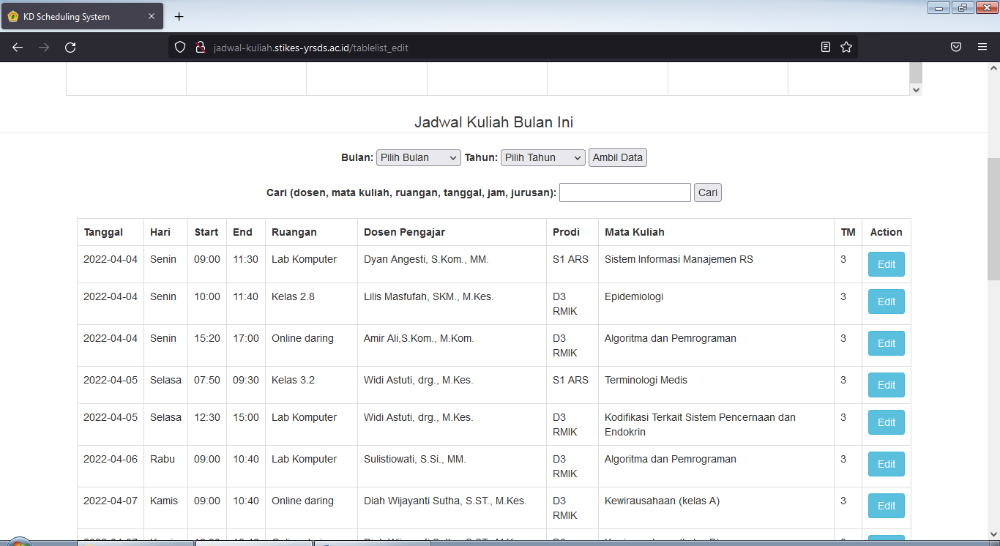 KD Scheduling System
jadwal-kuliah.stikes-yrsds.ac.id/tablelist_edit
Jadwal Kuliah Bulan Ini
Bulan: Pilih Bulan Tahun: Pilih Tahun Ambil Data
Cari (dosen, mata kuliah, ruangan, tanggal, jam, jurusan): Cari
Tanggal Hari Start End Ruangan Dosen Pengajar Prodi Mata Kuliah TM Action
2022-04-04 Senin 09:00 11:30 Lab Komputer Dyan Angesti, S.Kom., MM. S1 ARS Sistem Informasi Manajemen RS 3 Edit
2022-04-04 Senin 10:00 11:40 Kelas 2.8 Lilis Masfufah, SKM., M.Kes. D3 Epidemiologi 3 Edit
RMIK
2022-04-04 Senin 15:20 17:00 Online daring Amir Ali,S.Kom., M.Kom. D3 Algoritma dan Pemrograman 3 Edit
RMIK
2022-04-05 Selasa 07:50 09:30 Kelas 3.2 Widi Astuti, drg., M.Kes. S1 ARS Terminologi Medis 3 Edit
2022-04-05 Selasa 12:30 15:00 Lab Komputer Widi Astuti, drg., M.Kes. D3 Kodifikasi Terkait Sistem Pencernaan dan 3 Edit
RMIK Endokrin
2022-04-06 Rabu 09:00 10:40 Lab Komputer Sulistiowati, S.Si., MM. D3 Algoritma dan Pemrograman 3 Edit
RMIK
2022-04-07 Kamis 09:00 10:40 Online daring Diah Wijayanti Sutha, S.ST., M.Kes. D3 Kewirausahaan (kelas A) 3 Edit
RMIK